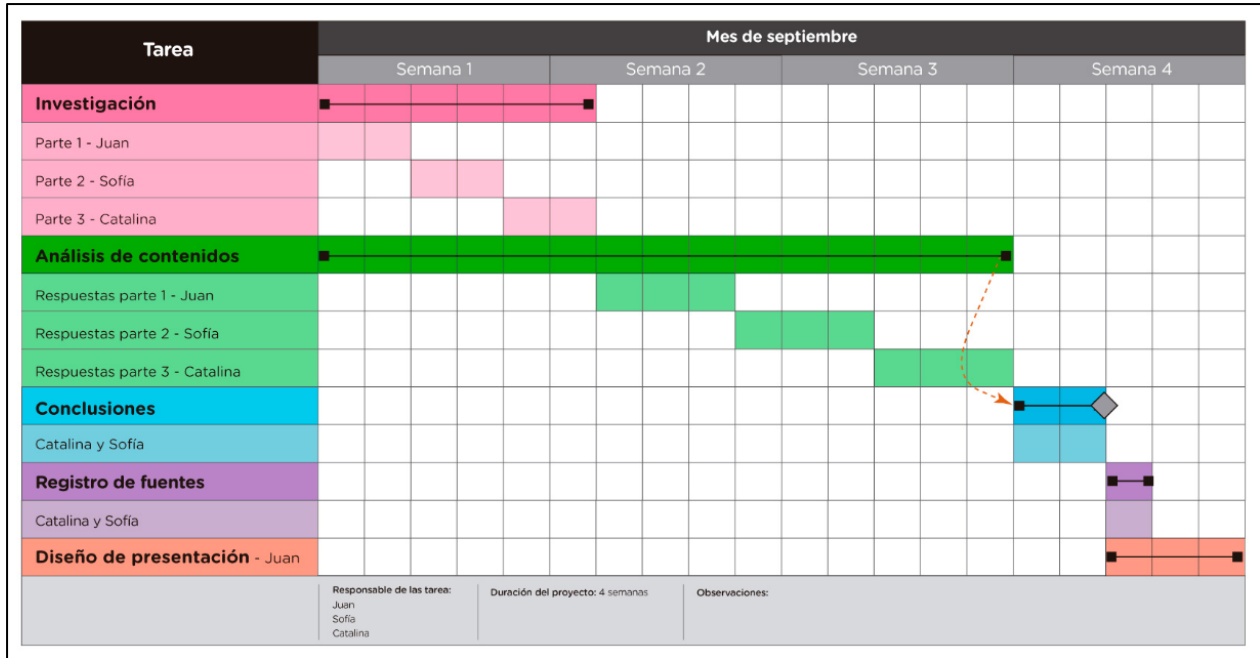 Tarea
Mes de septiembre
Semana 1
Semana 2
Semana 3
Semana 4
Investigación
Parte 1 - Juan
Parte 2 - Sofía
Parte 3 - Catalina
Análisis de contenidos
Respuestas parte 1 - Juan
Respuestas parte 2 - Sofía
Respuestas parte 3 - Catalina
Conclusiones
Catalina y Sofía
Registro de fuentes
Catalina y Sofía
Diseño de presentación - Juan
Responsable de las tarea:
Juan
Sofía
Catalina
Duración del proyecto: 4 semanas
Observaciones: